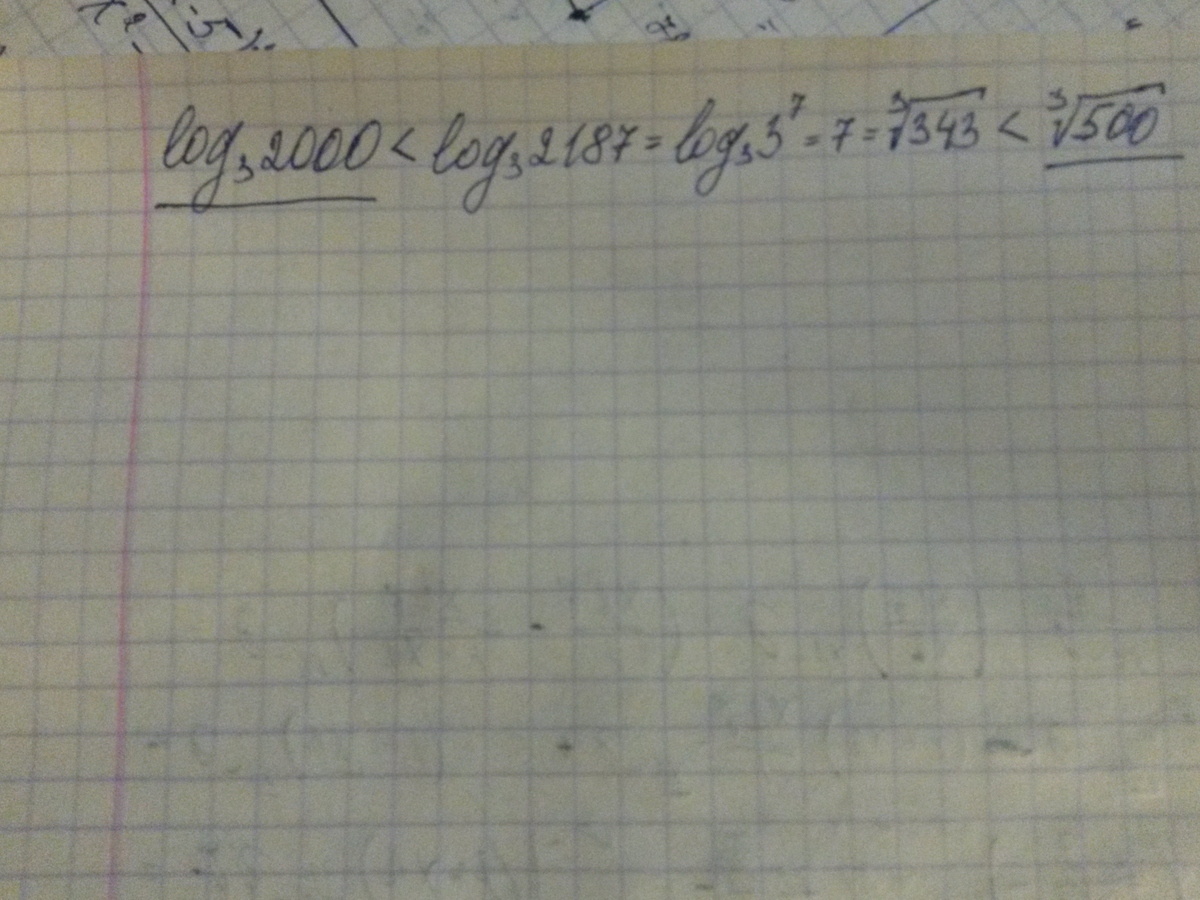 log₃2000 < log₃2187 = log₃3⁷ = 7 = ∛343 < ∛500